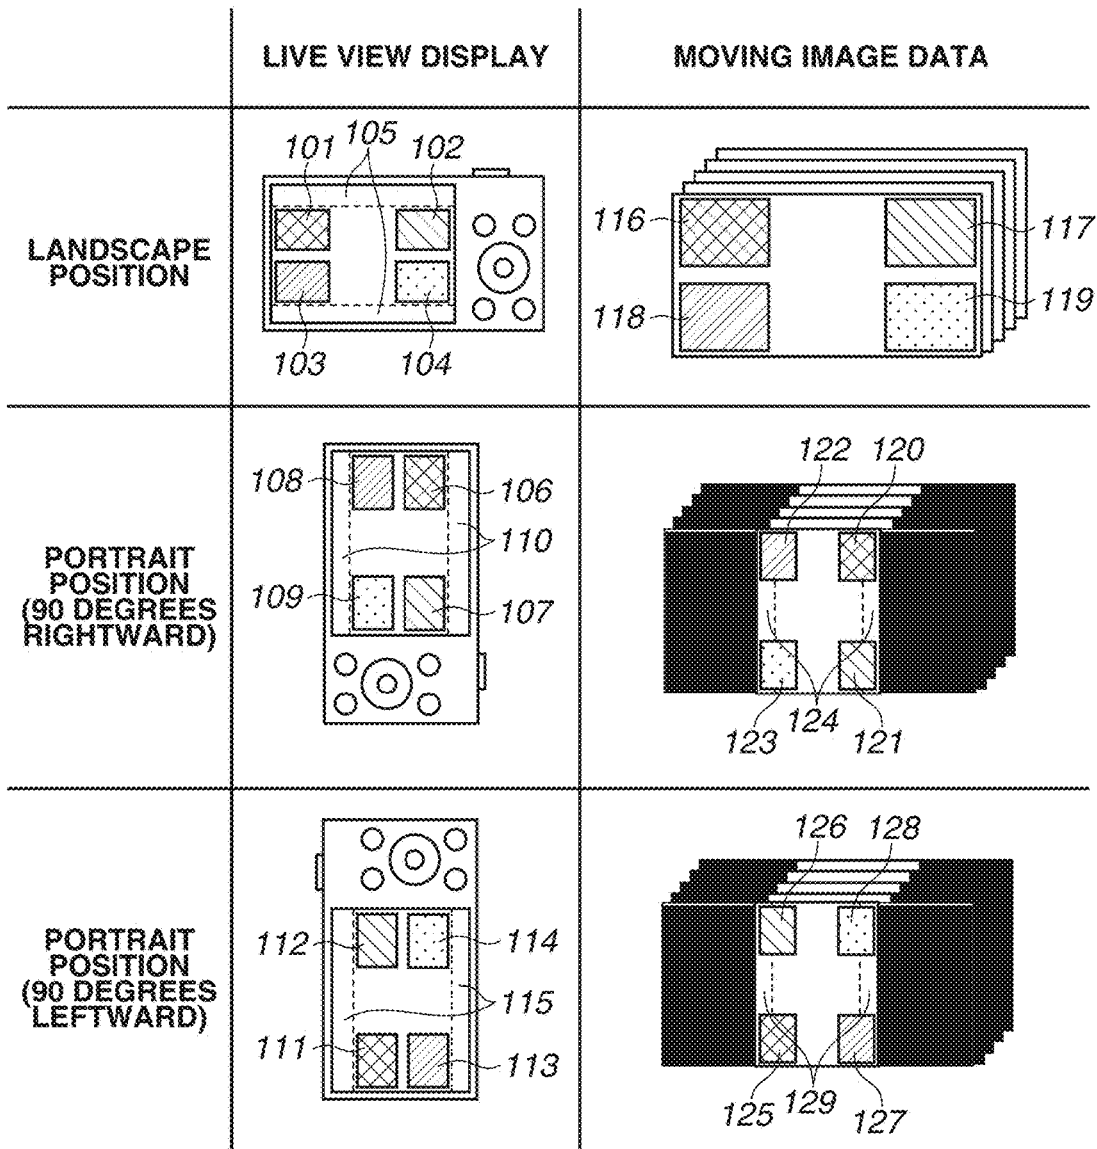 LIVE VIEW DISPLAY
MOVING IMAGE DATA
LANDSCAPE
POSITION
101
105
102
103
104
116
117
118
119
PORTRAIT
POSITION
(90 DEGREES
RIGHTWARD)
108
106
110
109
107
122
120
123
124
121
PORTRAIT
POSITION
(90 DEGREES
LEFTWARD)
112
114
115
111
113
126
128
125
129
127